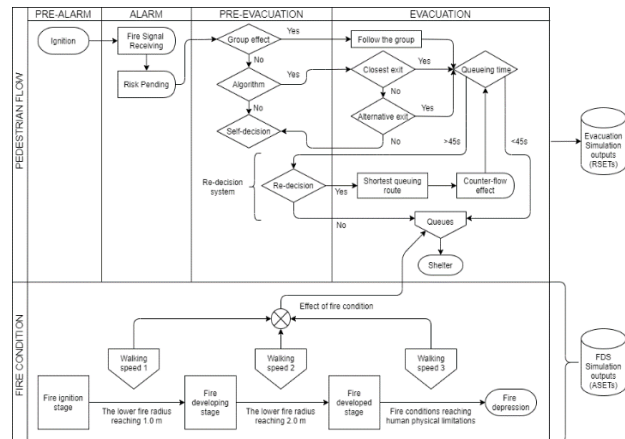 PRE-ALARM
ALARM
PRE-EVACUATION
EVACUATION
PEDESTRIAN FLOW
Ignition
Fire Signal
Receiving
Risk Pending
Group effect
Yes
Follow the group
No
Algorithm
Yes
Closest exit
Yes
Queueing time
No
No
Alternative exit
Yes
Self-decision
No
>45s
<45s
Re-decision
system
Re-decision
Yes
Shortest queuing
route
Counter-flow
effect
No
Queues
Shelter
Evacuation
Simulation
outputs
(RSETs)
FIRE CONDITION
Effect of fire condition
Walking
speed 1
Walking
speed 2
Walking
speed 3
Fire ignition
stage
The lower fire radius
reaching 1.0 m
Fire
developing
stage
The lower fire radius
reaching 2.0 m
Fire
developed
stage
Fire conditions reaching
human physical limitations
Fire
depression
FDS
Simulation
outputs
(ASETs)